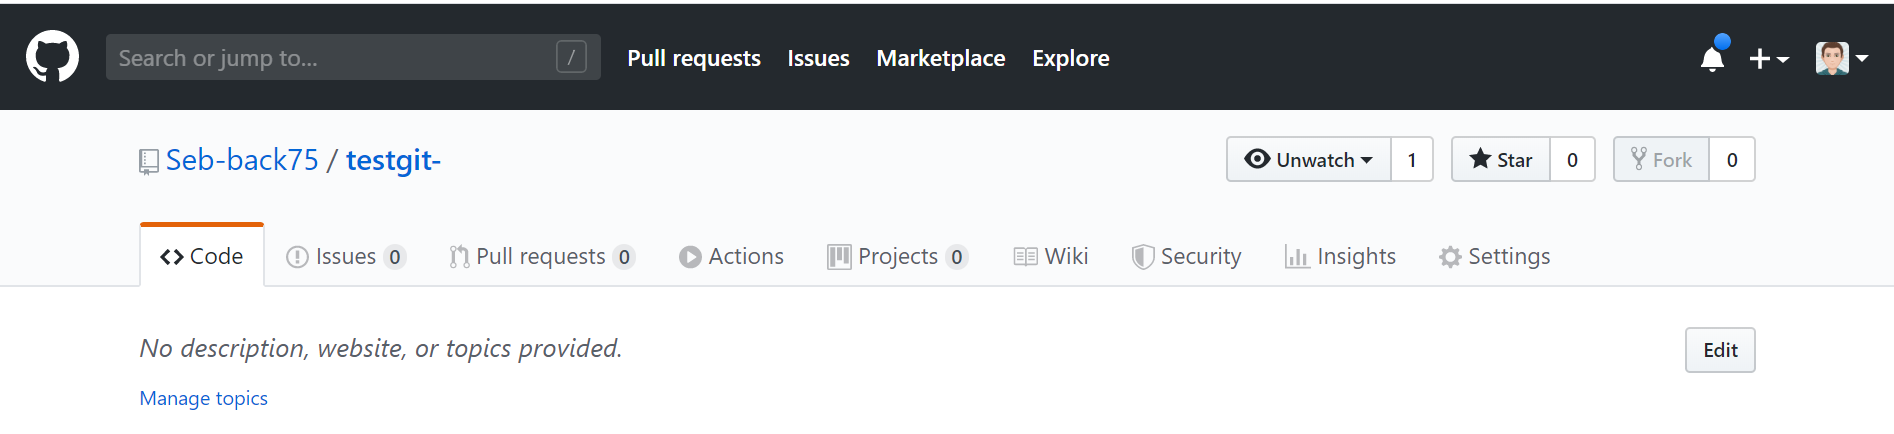 Search or jump to... / Pull requests Issues Marketplace Explore
Seb-back75 / testgit- Unwatch 1 Star 0 Fork 0
Code Issues 0 Pull requests 0 Actions Projects 0 Wiki Security Insights Settings
No description, website, or topics provided. Edit
Manage topics